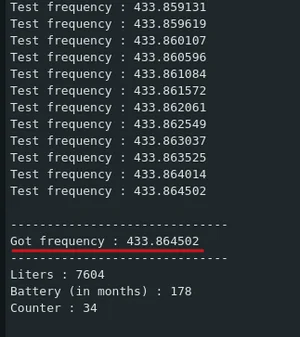 Test frequency : 433.859131
Test frequency : 433.859619
Test frequency : 433.860107
Test frequency : 433.860596
Test frequency : 433.861084
Test frequency : 433.861572
Test frequency : 433.862061
Test frequency : 433.862549
Test frequency : 433.863037
Test frequency : 433.863525
Test frequency : 433.864014
Test frequency : 433.864502
------------------------------
Got frequency : 433.864502
------------------------------
Liters : 7604
Battery (in months) : 178
Counter : 34